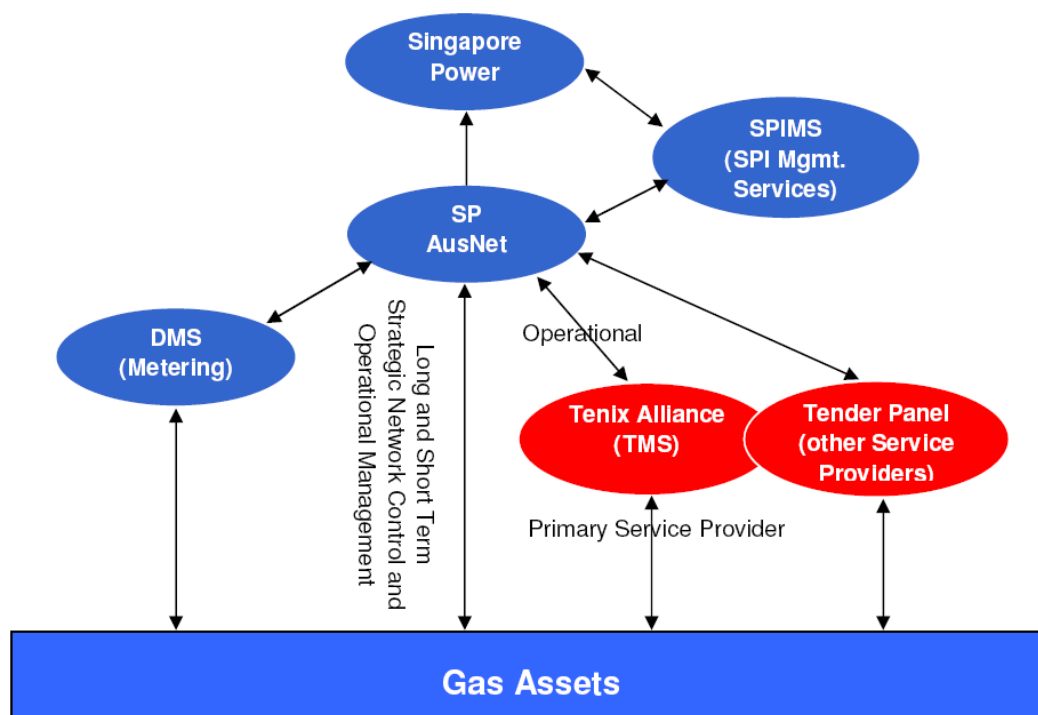 Singapore
Power
SPIMS
(SPI Mgmt.
Services)
SP
AusNet
DMS
(Metering)
Long and Short Term
Strategic Network Control and
Operational Management
Operational
Tenix Alliance
(TMS)
Tender Panel
(other Service
Providers)
Primary Service Provider
Gas Assets